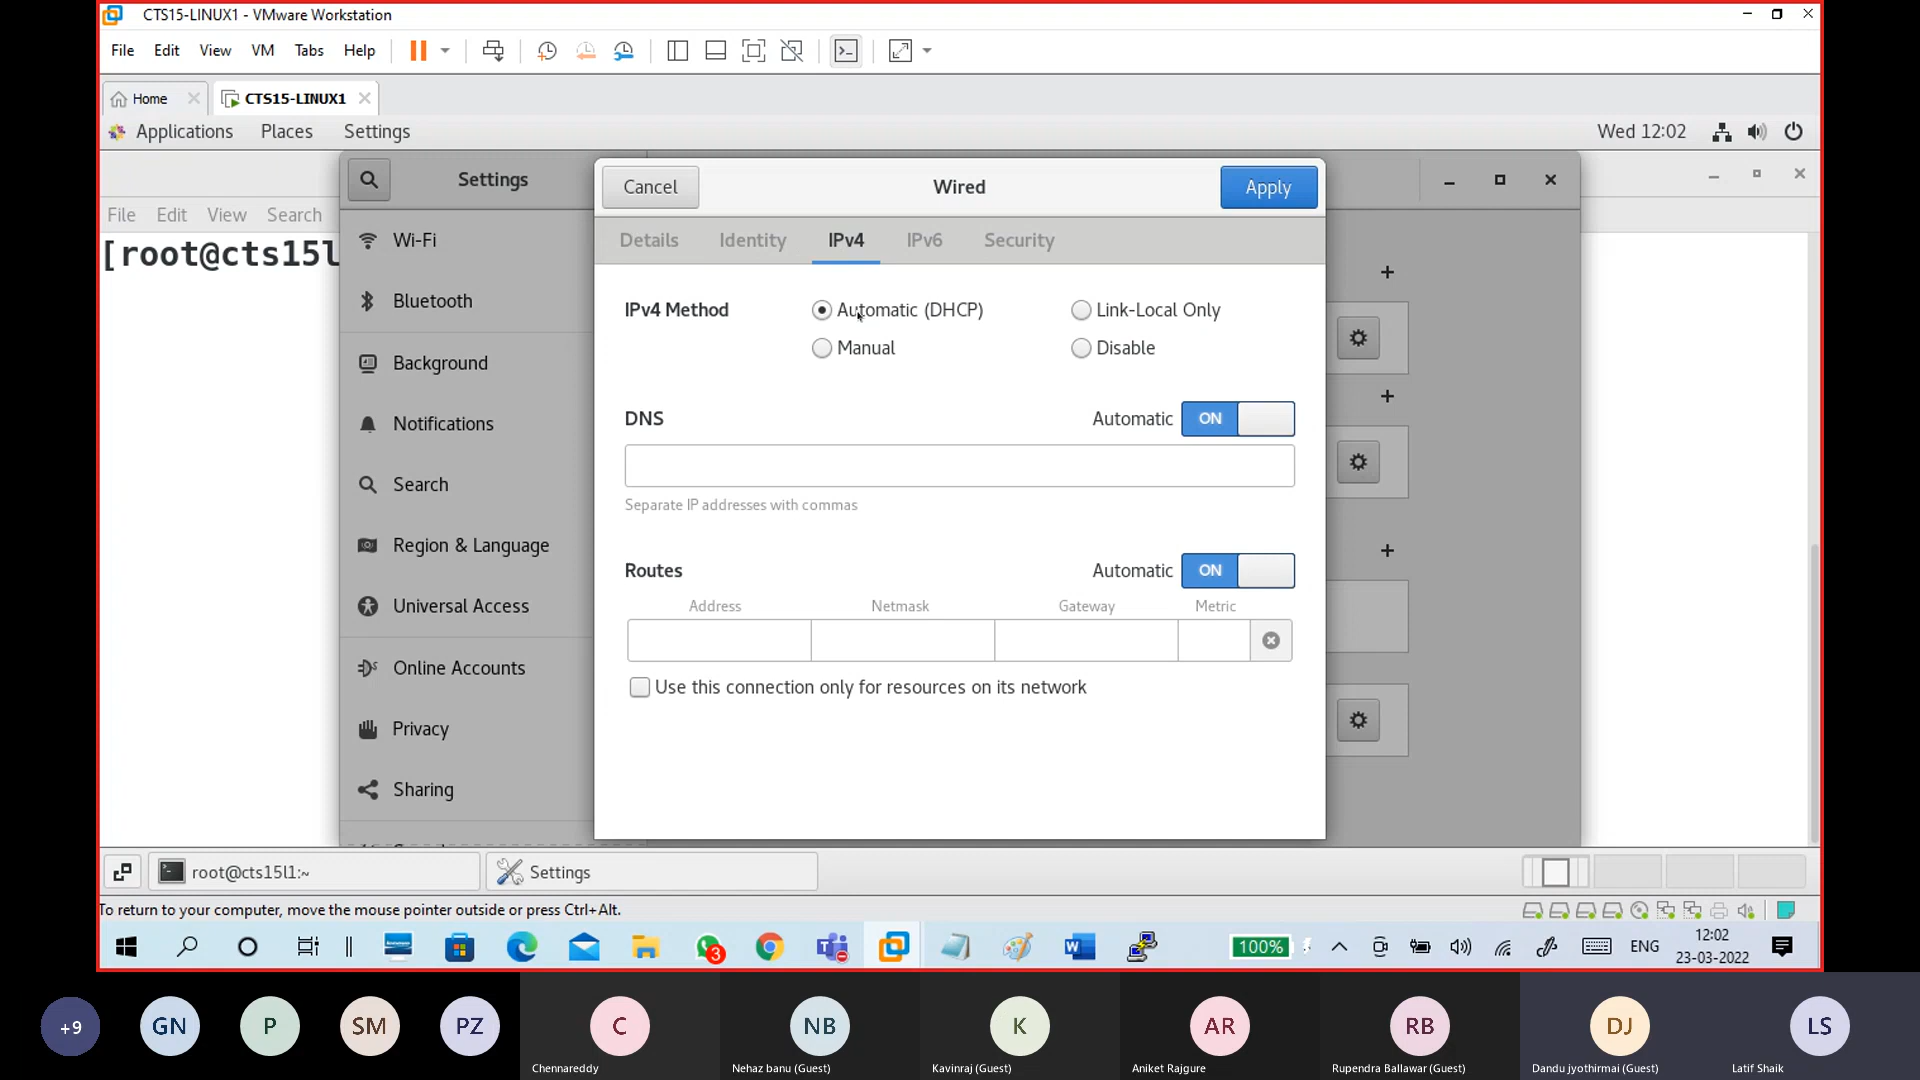 CTS15-LINUX1 - VMware Workstation
File Edit View VM Tabs Help
Home CTS15-LINUX1
Applications Places Settings Wed 12:02
Settings
Cancel Wired Apply
File Edit View Search
[root@cts15l
Details Identity IPv4 IPv6 Security
Wi-Fi
Bluetooth
Background
Notifications
Search
Region & Language
Universal Access
Online Accounts
Privacy
Sharing
IPv4 Method Automatic (DHCP) Link-Local Only
Manual Disable
DNS Automatic ON
Separate IP addresses with commas
Routes Automatic ON
Address Netmask Gateway Metric
Use this connection only for resources on its network
root@cts15l1:~ Settings
To return to your computer, move the mouse pointer outside or press Ctrl+Alt.
3 100% ENG 12:02
23-03-2022
+9 GN P SM PZ C NB K AR RB DJ LS
Chennareddy Nehaz banu (Guest) Kavinraj (Guest) Aniket Rajgure Rupendra Ballawar (Guest) Dandu jyothirmai (Guest) Latif Shaik